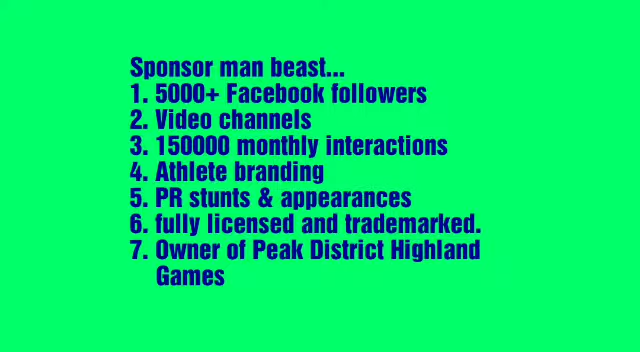 Sponsor man beast...
1. 5000+ Facebook followers
2. Video channels
3. 150000 monthly interactions
4. Athlete branding
5. PR stunts & appearances
6. fully licensed and trademarked.
7. Owner of Peak District Highland
Games